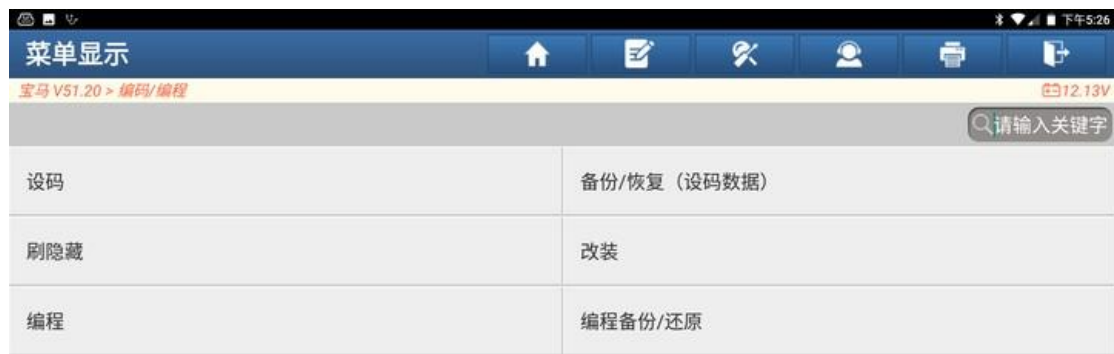 下午5:26
菜单显示
宝马 V51.20 > 编码/编程
12.13V
请输入关键字
设码
备份/恢复（设码数据）
刷隐藏
改装
编程
编程备份/还原